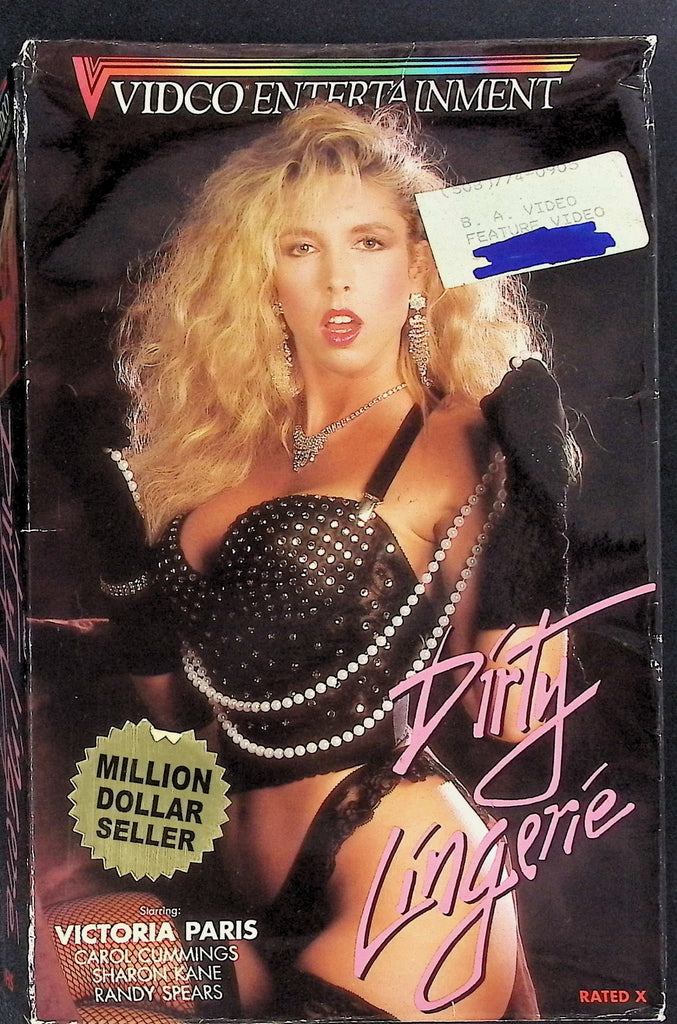 VIDCO ENTERTAINMENT
B. A. VIDEO
FEATURE VIDEO
Dirty
Lingerie
MILLION
DOLLAR
SELLER
Starring:
VICTORIA PARIS
CAROL CUMMINGS
SHARON KANE
RANDY SPEARS
RATED X